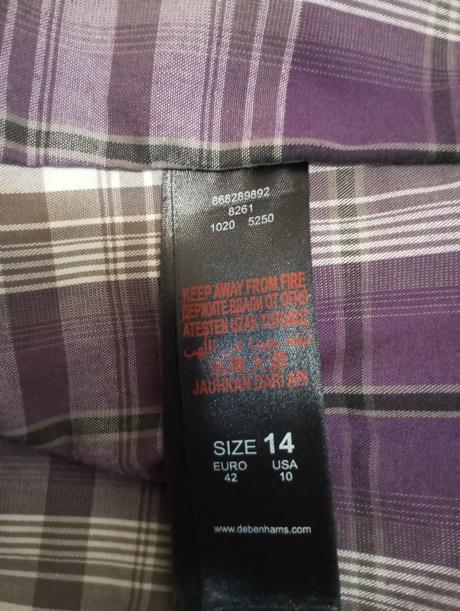 868289892
8261
1020 5250
KEEP AWAY FROM FIRE
ДЕРЖИТЕ ВДАЛИ ОТ ОГНЯ
ATESTEN UZAK TUTUNUZ
JAUHKAN DARI API
SIZE 14
EURO USA
42 10
www.debenhams.com